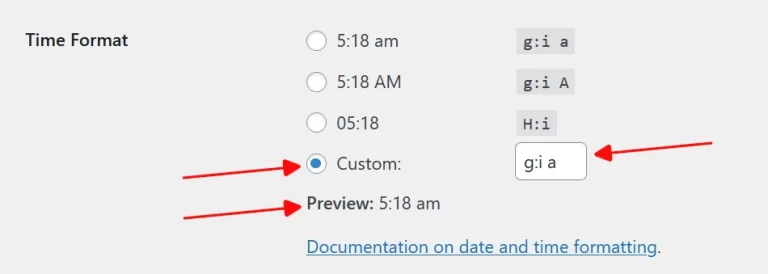 Time Format
5:18 am g:i a
5:18 AM g:i A
05:18 H:i
Custom: g:i a
Preview: 5:18 am
Documentation on date and time formatting.